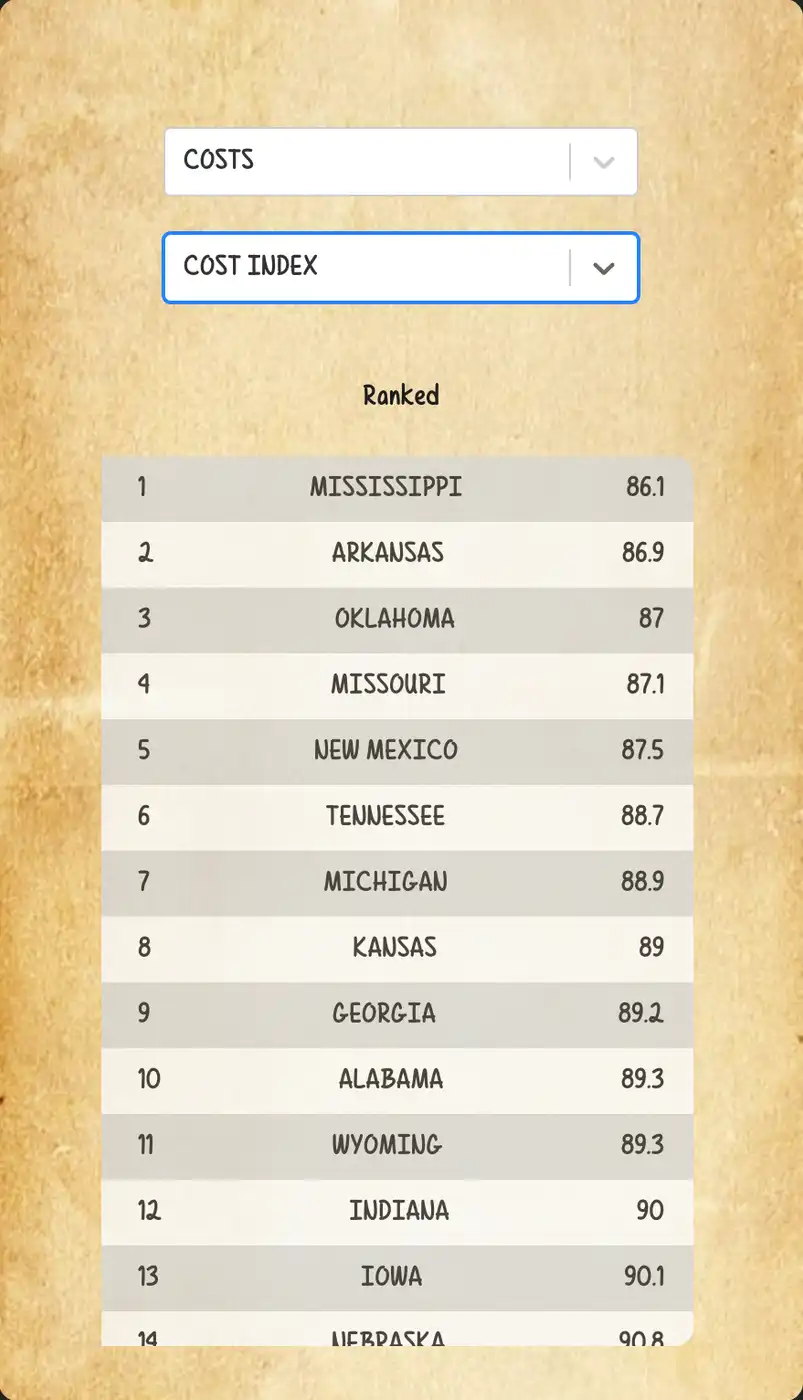 COSTS
COST INDEX
Ranked
1 MISSISSIPPI 86.1
2 ARKANSAS 86.9
3 OKLAHOMA 87
4 MISSOURI 87.1
5 NEW MEXICO 87.5
6 TENNESSEE 88.7
7 MICHIGAN 88.9
8 KANSAS 89
9 GEORGIA 89.2
10 ALABAMA 89.3
11 WYOMING 89.3
12 INDIANA 90
13 IOWA 90.1
14 NEBRASKA 90.8